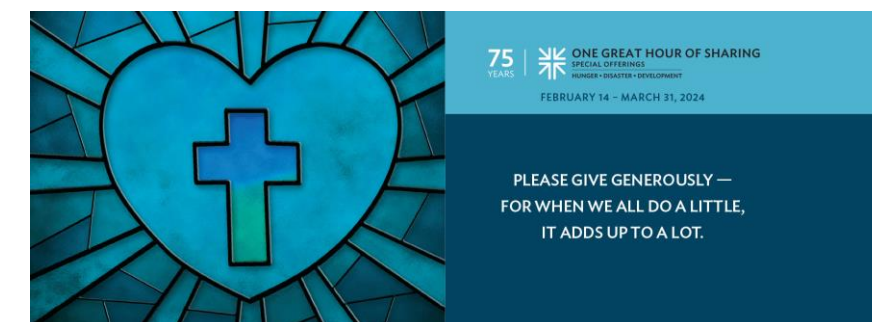 75
YEARS
ONE GREAT HOUR OF SHARING
SPECIAL OFFERINGS
HUNGER • DISASTER • DEVELOPMENT
FEBRUARY 14 – MARCH 31, 2024
PLEASE GIVE GENEROUSLY —
FOR WHEN WE ALL DO A LITTLE,
IT ADDS UP TO A LOT.